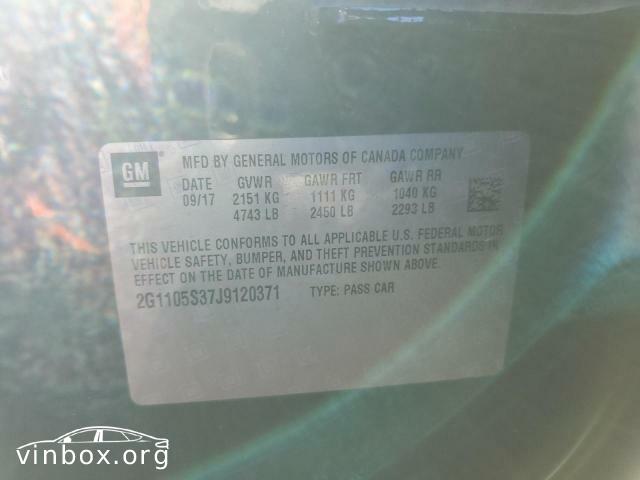 GM
MFD BY GENERAL MOTORS OF CANADA COMPANY
DATE GVWR GAWR FRT GAWR RR
09/17 2151 KG 1111 KG 1040 KG
4743 LB 2450 LB 2293 LB
THIS VEHICLE CONFORMS TO ALL APPLICABLE U.S. FEDERAL MOTOR
VEHICLE SAFETY, BUMPER, AND THEFT PREVENTION STANDARDS IN
EFFECT ON THE DATE OF MANUFACTURE SHOWN ABOVE.
2G1105S37J9120371 TYPE: PASS CAR
vinbox.org